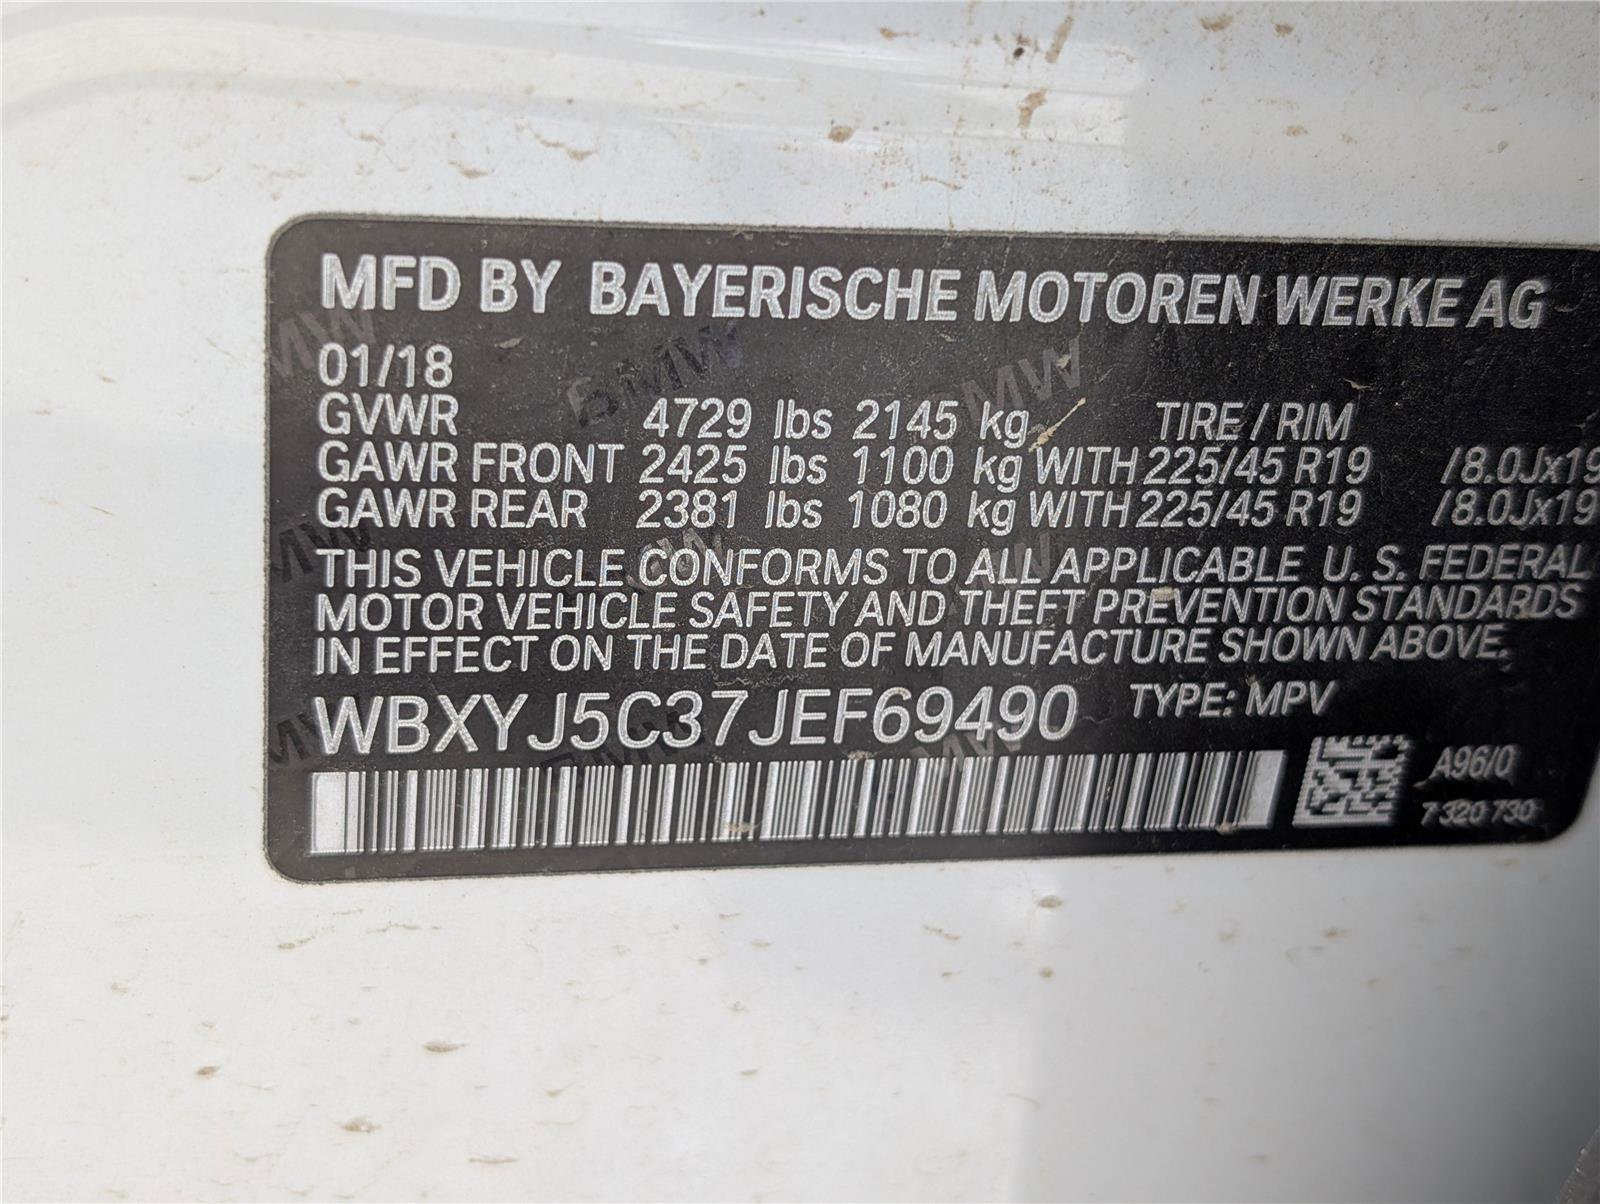 MFD BY BAYERISCHE MOTOREN WERKE AG
01/18
GVWR 4729 lbs 2145 kg TIRE / RIM
GAWR FRONT 2425 lbs 1100 kg WITH 225/45 R19 /8.0Jx19
GAWR REAR 2381 lbs 1080 kg WITH 225/45 R19 /8.0Jx19
THIS VEHICLE CONFORMS TO ALL APPLICABLE U. S. FEDERAL
MOTOR VEHICLE SAFETY AND THEFT PREVENTION STANDARDS
IN EFFECT ON THE DATE OF MANUFACTURE SHOWN ABOVE.
WBXYJ5C37JEF69490 TYPE: MPV
A96/0
7 320 730